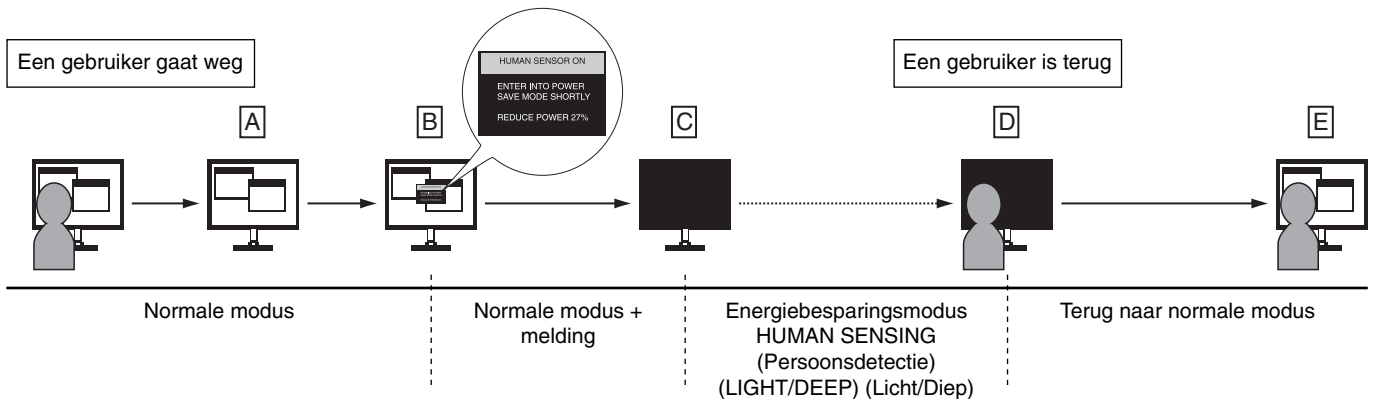 Een gebruiker gaat weg
HUMAN SENSOR ON
ENTER INTO POWER
SAVE MODE SHORTLY
REDUCE POWER 27%
Een gebruiker is terug
A
B
C
D
E
Normale modus
Normale modus +
melding
Energiebesparingsmodus
HUMAN SENSING
(Persoonsdetectie)
(LIGHT/DEEP) (Licht/Diep)
Terug naar normale modus